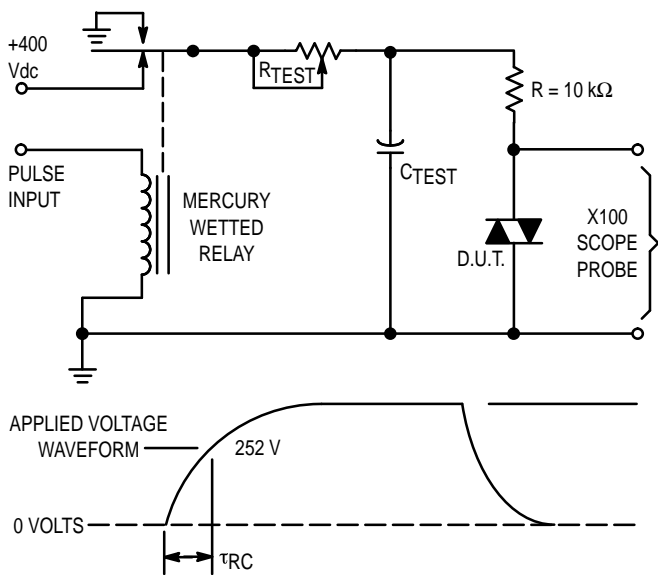 +400
Vdc
RTEST
R = 10 kΩ
PULSE
INPUT
MERCURY
WETTED
RELAY
CTEST
D.U.T.
X100
SCOPE
PROBE
APPLIED VOLTAGE
WAVEFORM
252 V
0 VOLTS
τRC